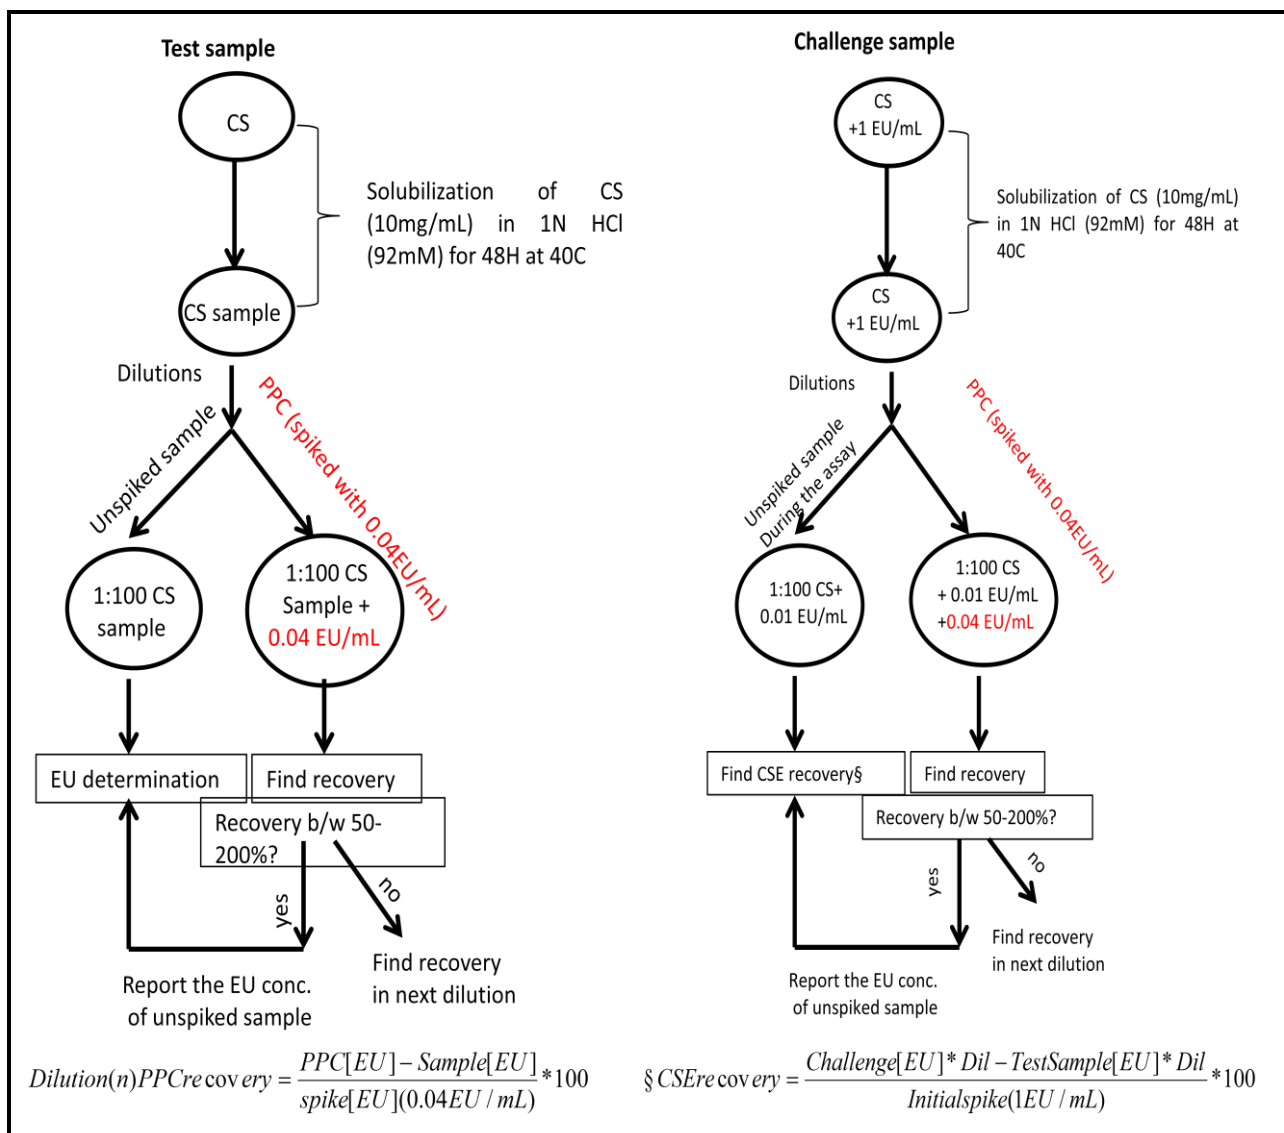 Test sample
CS
Solubilization of CS
(10mg/mL) in 1N HCl
(92mM) for 48H at 40C
CS sample
Dilutions
Unspiked sample
PPC (spiked with 0.04EU/mL)
1:100 CS
sample
1:100 CS
Sample +
0.04 EU/mL
EU determination
Find recovery
Recovery b/w 50-
200%?
yes
no
Report the EU conc.
of unspiked sample
Find recovery
in next dilution
Dilution(n)PPCrecovery = PPC[EU] − Sample[EU] / spike[EU](0.04EU / mL) *100
Challenge sample
CS
+1 EU/mL
Solubilization of CS (10mg/mL)
in 1N HCl (92mM) for 48H at
40C
CS
+1 EU/mL
Dilutions
Unspiked sample
During the assay
PPC (spiked with 0.04EU/mL)
1:100 CS+
0.01 EU/mL
1:100 CS
+ 0.01 EU/mL
+0.04 EU/mL
Find CSE recovery§
Find recovery
Recovery b/w 50-200%?
yes
no
Report the EU conc.
of unspiked sample
Find recovery
in next dilution
§ CSErecovery = Challenge[EU]* Dil − TestSample[EU]* Dil / Initialspike(1EU / mL) *100